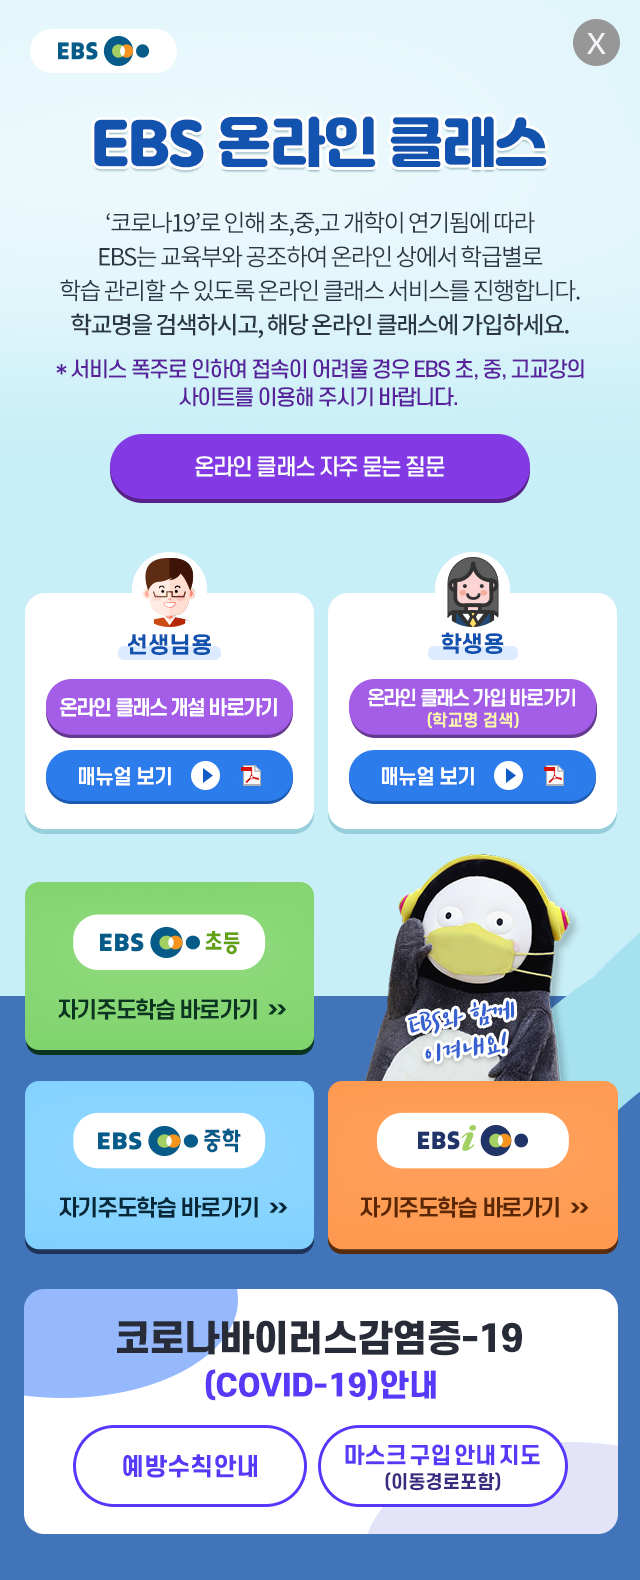 EBS
X
EBS 온라인 클래스
‘코로나19’로 인해 초,중,고 개학이 연기됨에 따라
EBS는 교육부와 공조하여 온라인 상에서 학급별로
학습 관리할 수 있도록 온라인 클래스 서비스를 진행합니다.
학교명을 검색하시고, 해당 온라인 클래스에 가입하세요.
* 서비스 폭주로 인하여 접속이 어려울 경우 EBS 초, 중, 고교강의
사이트를 이용해 주시기 바랍니다.
온라인 클래스 자주 묻는 질문
선생님용
온라인 클래스 개설 바로가기
매뉴얼 보기
학생용
온라인 클래스 가입 바로가기
(학교명 검색)
매뉴얼 보기
EBS 초등
자기주도학습 바로가기 >>
EBS와 함께
이겨내요!
EBS 중학
자기주도학습 바로가기 >>
EBSi
자기주도학습 바로가기 >>
코로나바이러스감염증-19
(COVID-19)안내
예방수칙안내
마스크 구입 안내 지도
(이동경로포함)